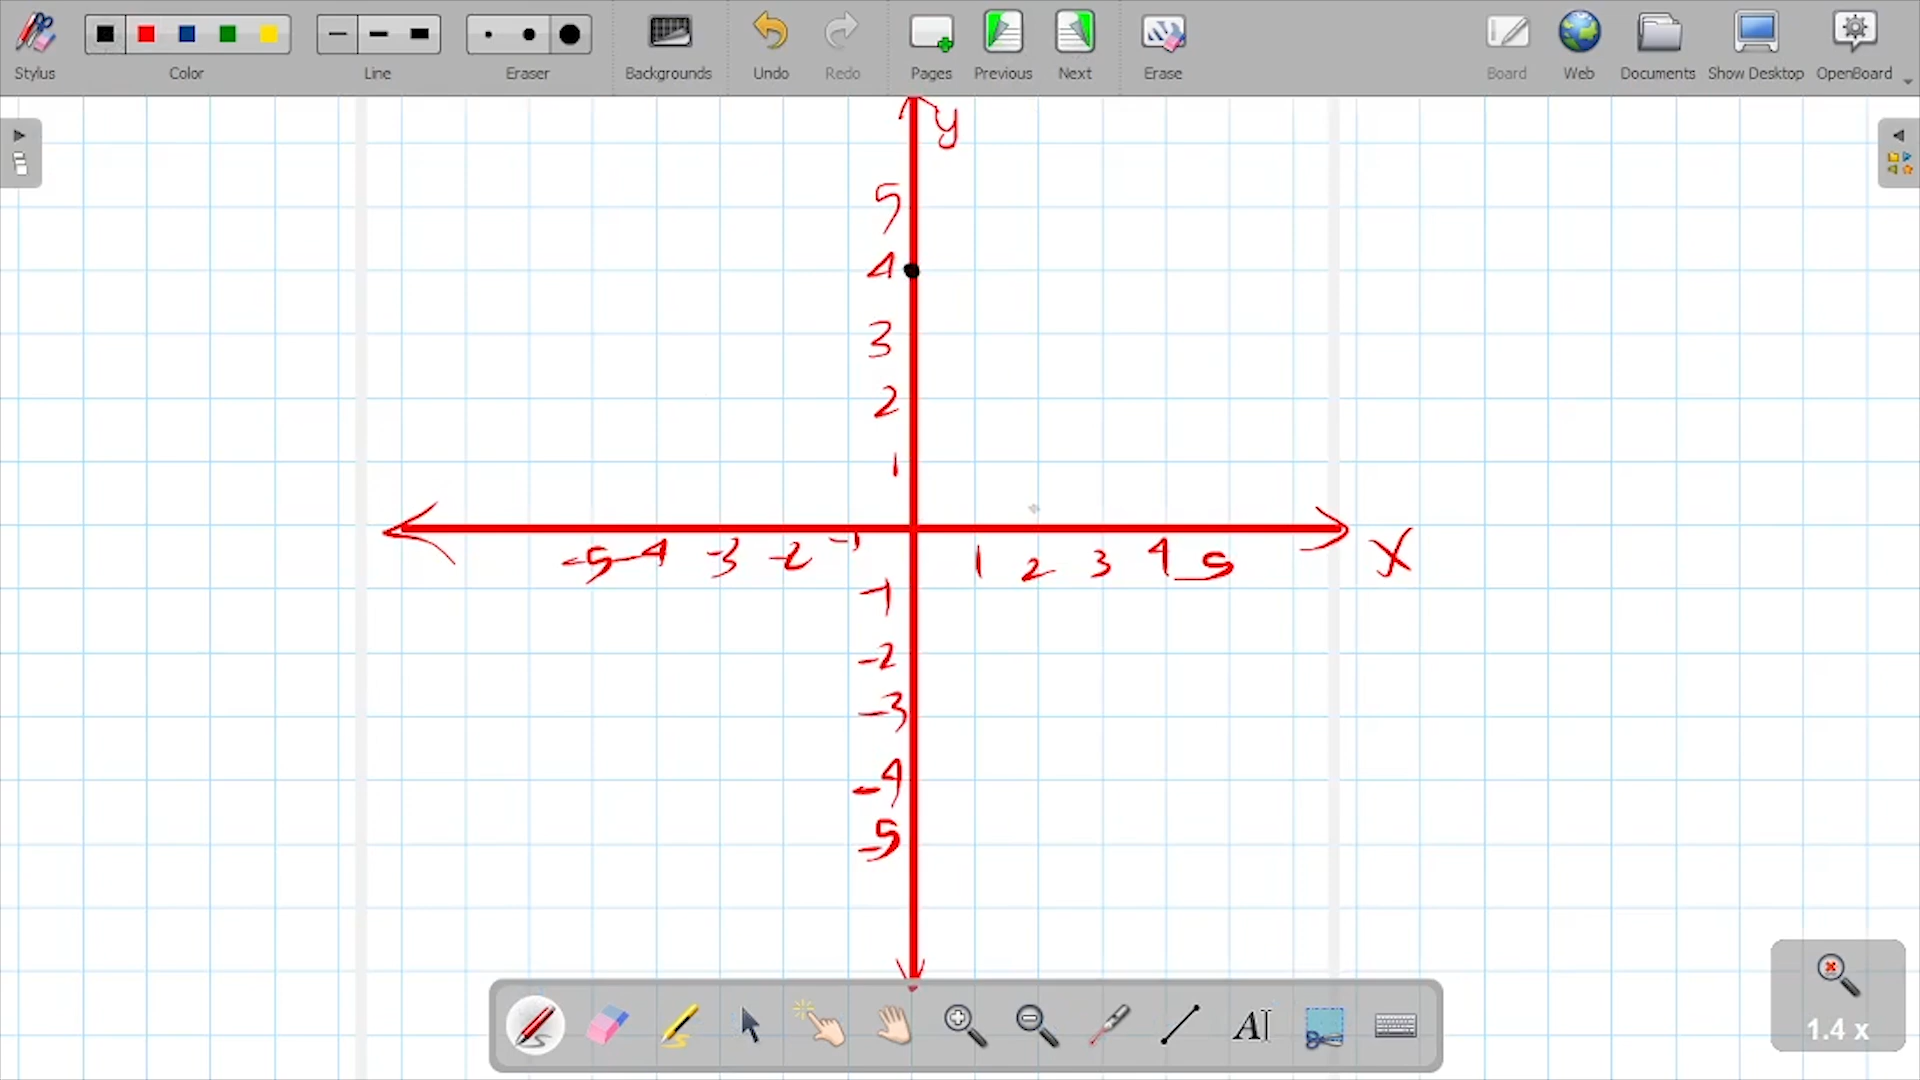 Stylus Color Line Eraser Backgrounds Undo Redo Pages Previous Next Erase Board Web Documents Show Desktop OpenBoard
y
5
4
3
2
1
-5 -4 -3 -2 -1 1 2 3 4 5 X
-1
-2
-3
-4
-5
AI
1.4 x